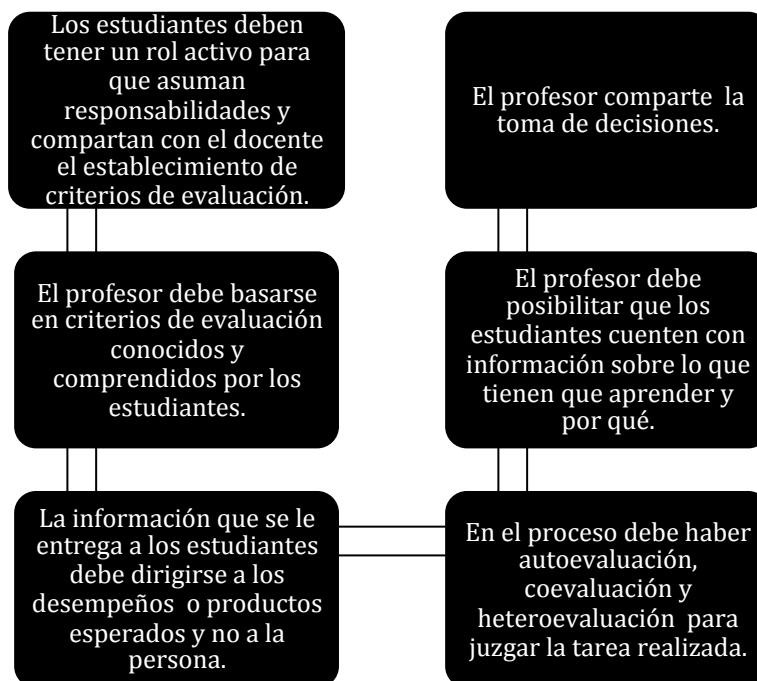 Los estudiantes deben
tener un rol activo para
que asuman
responsabilidades y
compartan con el docente
el establecimiento de
criterios de evaluación.
El profesor debe basarse
en criterios de evaluación
conocidos y
comprendidos por los
estudiantes.
La información que se le
entrega a los estudiantes
debe dirigirse a los
desempeños o productos
esperados y no a la
persona.
En el proceso debe haber
autoevaluación,
coevaluación y
heteroevaluación para
juzgar la tarea realizada.
El profesor debe
posibilitar que los
estudiantes cuenten con
información sobre lo que
tienen que aprender y
por qué.
El profesor comparte la
toma de decisiones.